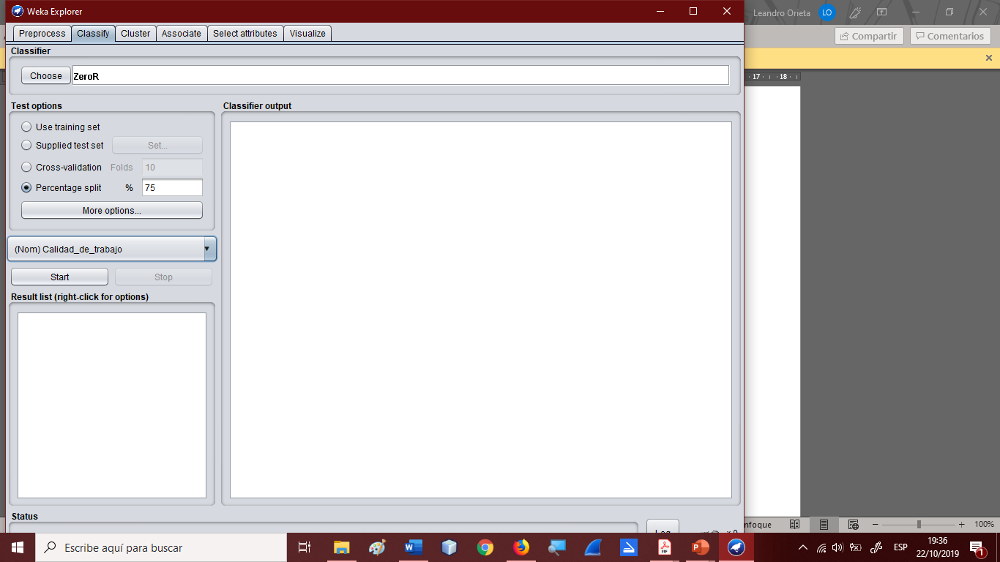 Weka Explorer
Leandro Orieta LO
Preprocess Classify Cluster Associate Select attributes Visualize
Compartir Comentarios
Classifier
Choose ZeroR
17 18
Test options
Classifier output
Use training set
Supplied test set Set...
Cross-validation Folds 10
Percentage split % 75
More options...
(Nom) Calidad_de_trabajo
Start Stop
Result list (right-click for options)
Status
Log x 0
nfoque 100%
Escribe aquí para buscar
ESP
19:36
22/10/2019
1